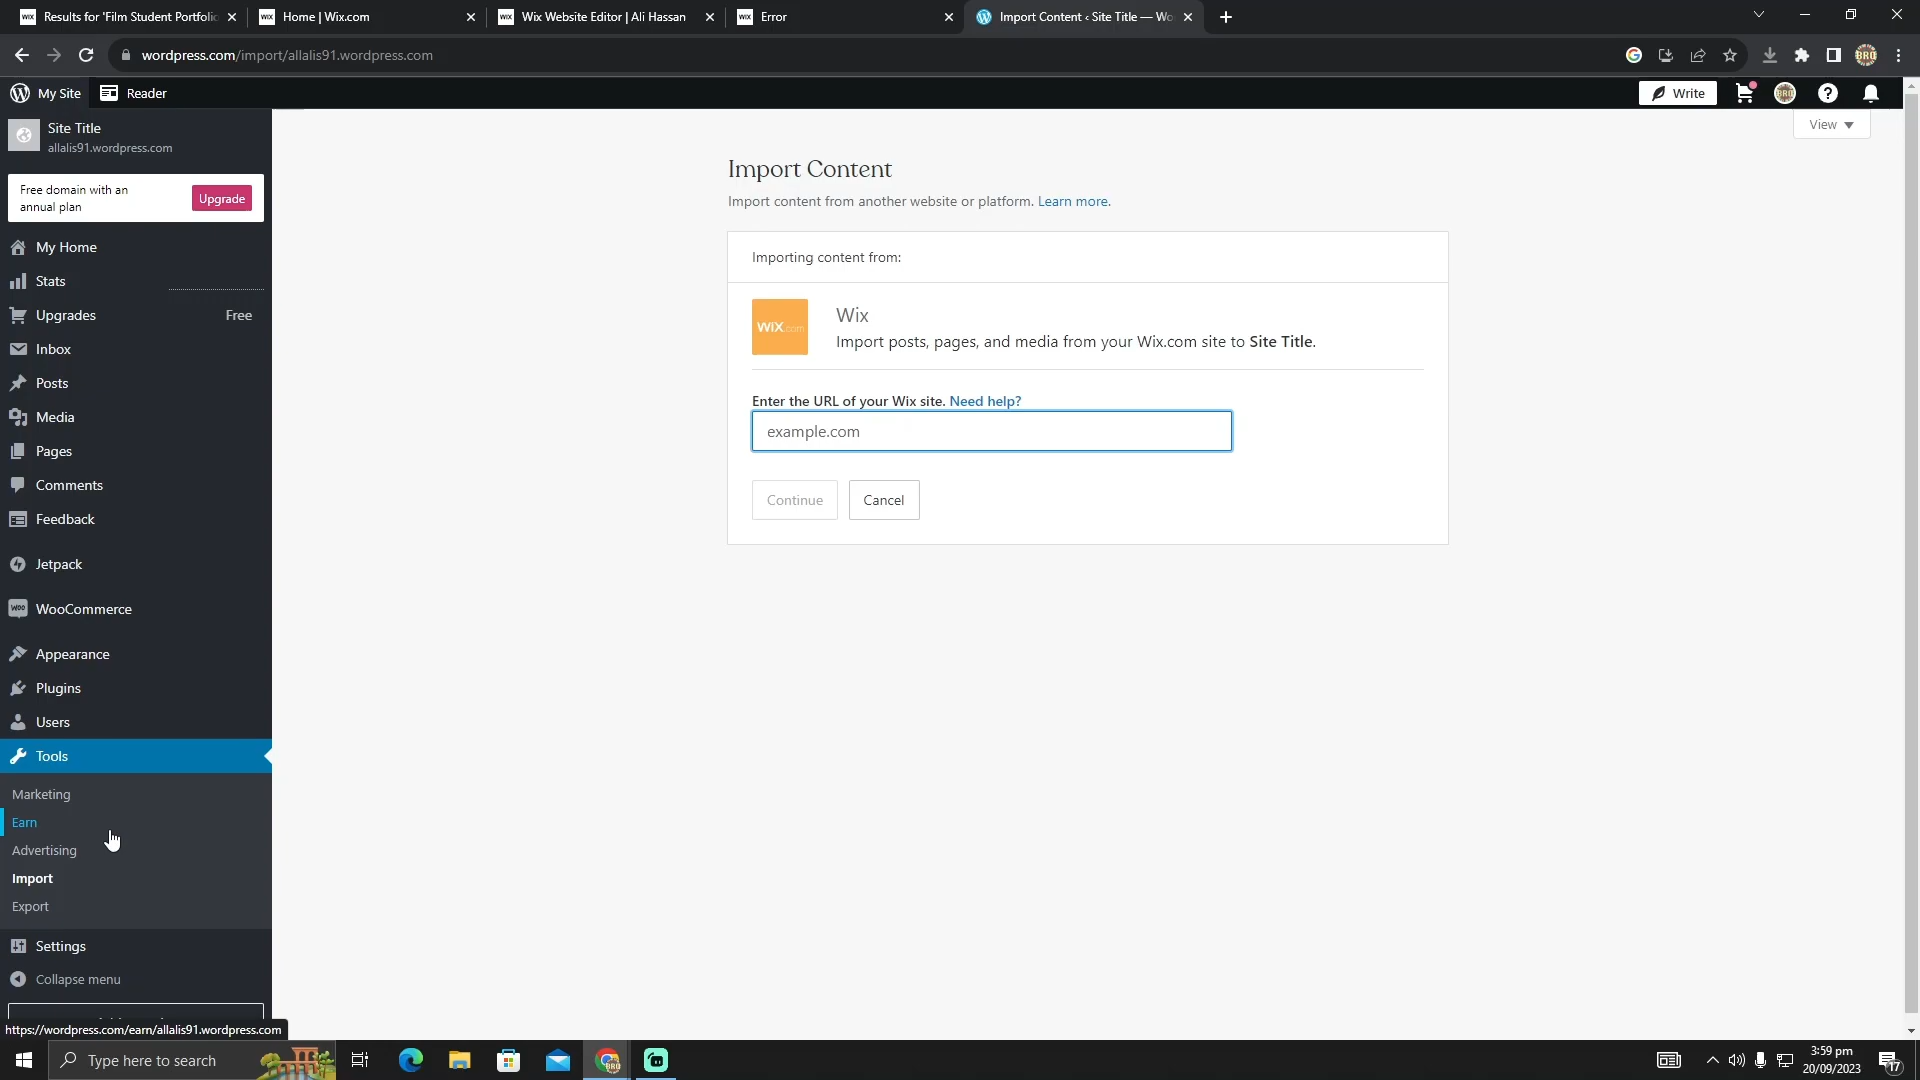 Results for 'Film Student Portfolio
Home | Wix.com
Wix Website Editor | Ali Hassan
Error
Import Content ‹ Site Title — Wo
wordpress.com/import/allalis91.wordpress.com
My Site
Reader
Write
Site Title
allalis91.wordpress.com
View
Free domain with an
annual plan
Upgrade
My Home
Stats
Upgrades
Free
Inbox
Posts
Media
Pages
Comments
Feedback
Jetpack
WooCommerce
Appearance
Plugins
Users
Tools
Marketing
Earn
Advertising
Import
Export
Settings
Collapse menu
https://wordpress.com/earn/allalis91.wordpress.com
Import Content
Import content from another website or platform. Learn more.
Importing content from:
WiX.com
Wix
Import posts, pages, and media from your Wix.com site to Site Title.
Enter the URL of your Wix site. Need help?
example.com
Continue
Cancel
Type here to search
3:59 pm
20/09/2023
17